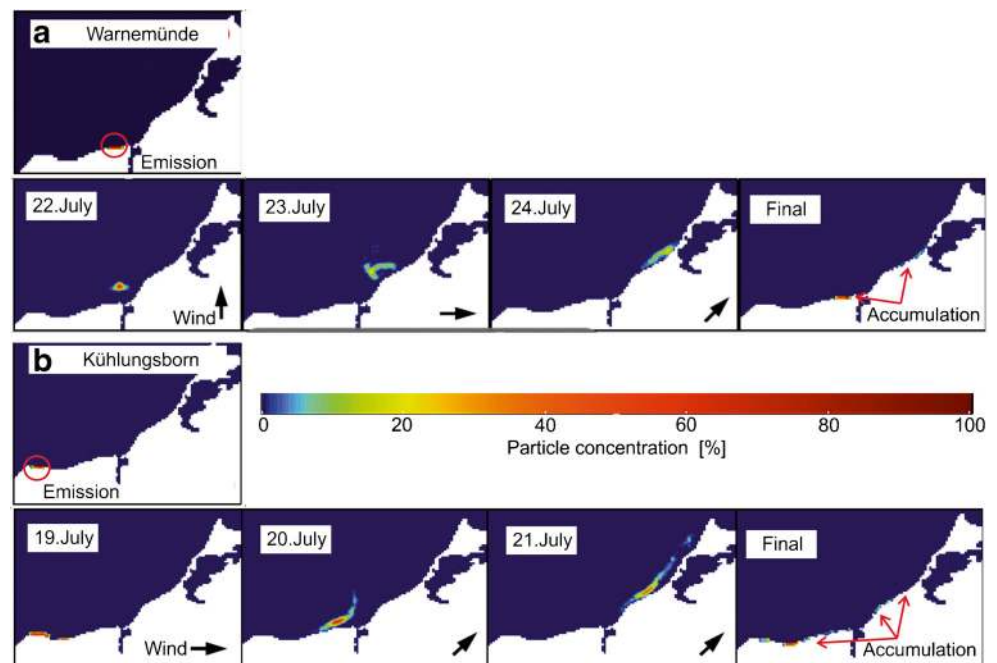 a Warnemünde
Emission
22.July 23.July 24.July Final
Wind Accumulation
b Kühlungsborn
0 20 40 60 80 100
Particle concentration [%]
Emission
19.July 20.July 21.July Final
Wind Accumulation